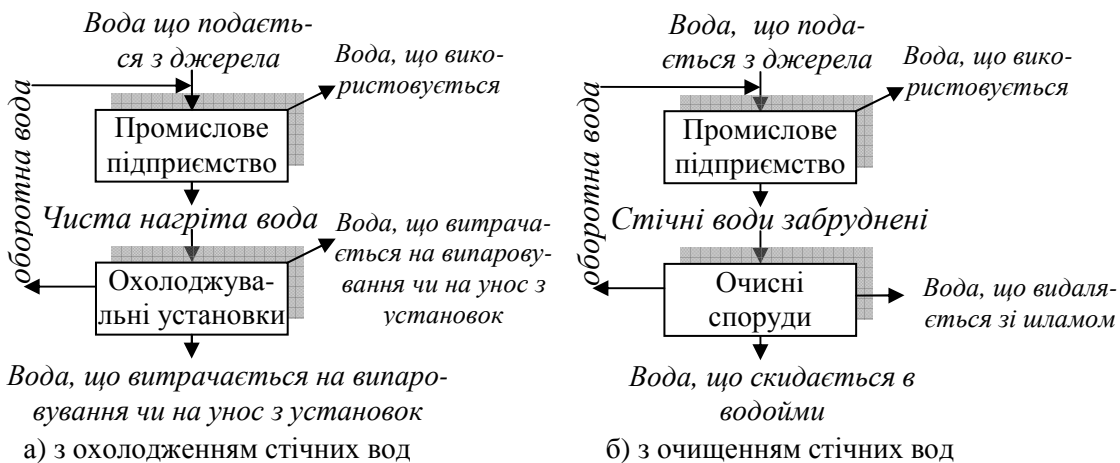 Вода що подаєть-
ся з джерела
Вода, що вико-
ристовується
оборотна вода
Промислове
підприємство
Чиста нагріта вода
Вода, що витрача-
ється на випарову-
вання чи на унос з
установок
Охолоджува-
льні установки
Вода, що витрачається на випаро-
вування чи на унос з установок
а) з охолодженням стічних вод
Вода, що пода-
ється з джерела
Вода, що вико-
ристовується
оборотна вода
Промислове
підприємство
Стічні води забруднені
Очисні
споруди
Вода, що видаля-
ється зі шламом
Вода, що скидається в
водойми
б) з очищенням стічних вод